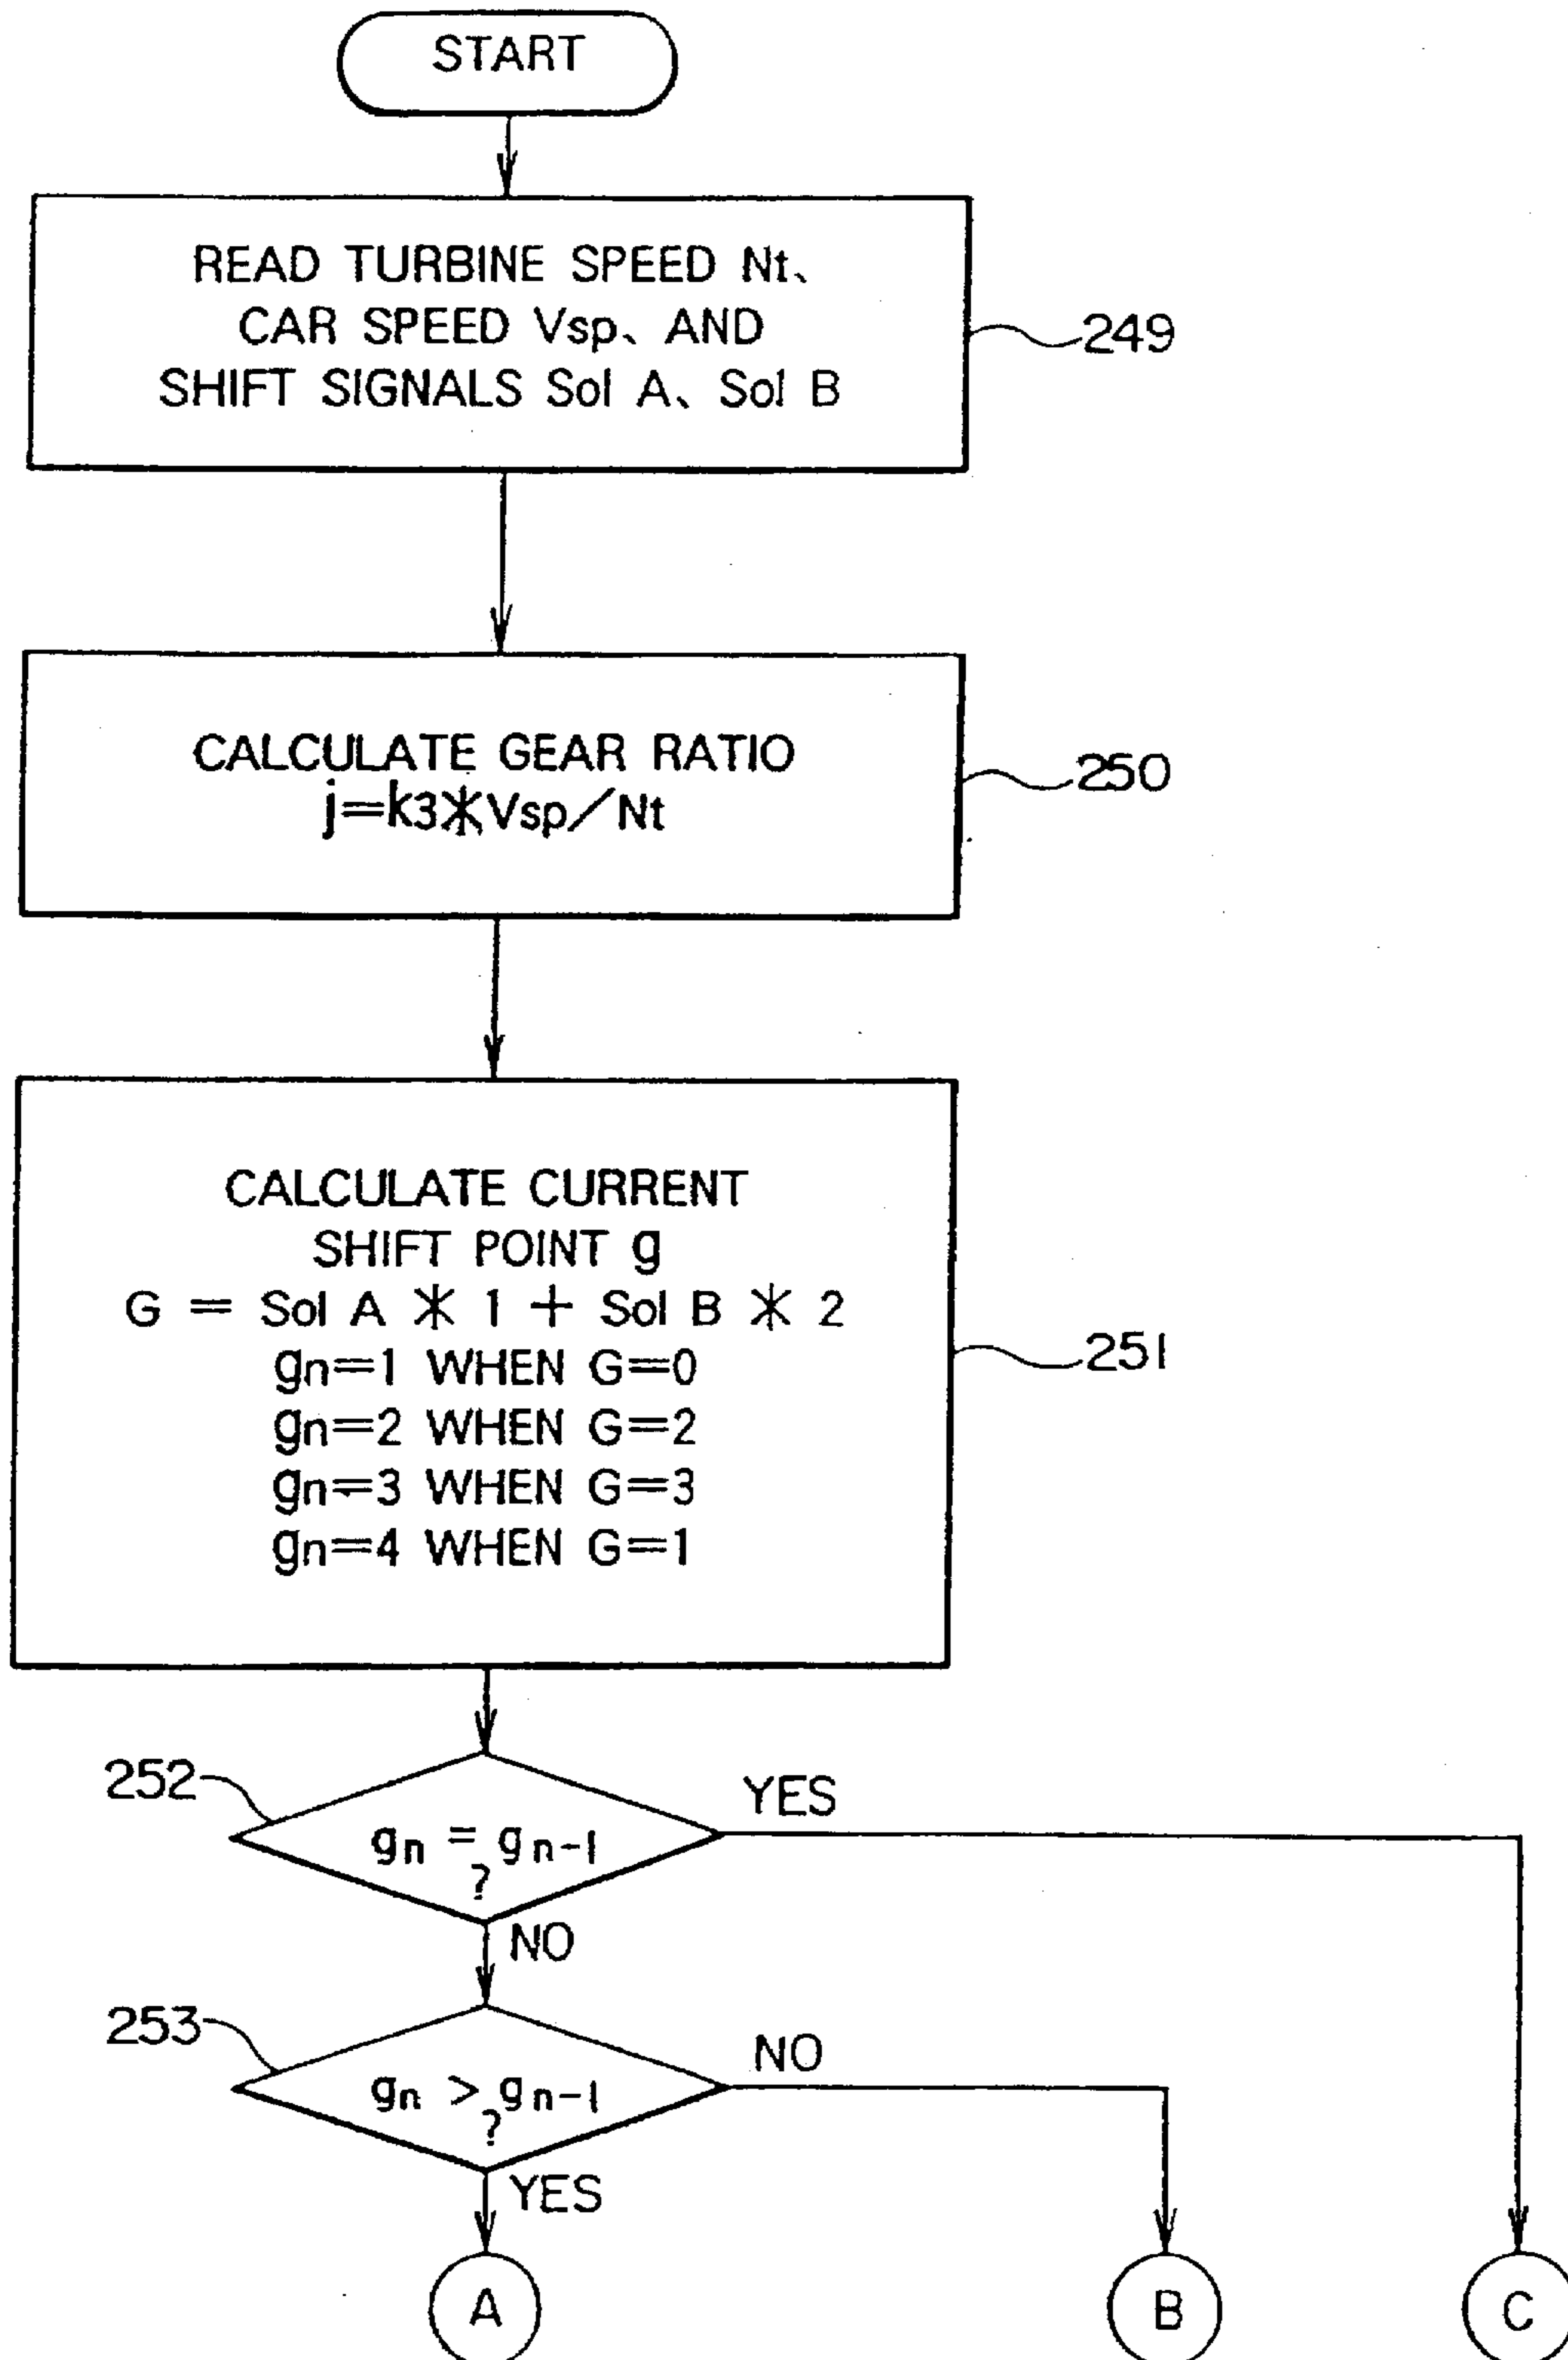 START
READ TURBINE SPEED Nt、
CAR SPEED Vsp、AND
SHIFT SIGNALS Sol A、Sol B
249
CALCULATE GEAR RATIO
j=k3*Vsp/Nt
250
CALCULATE CURRENT
SHIFT POINT g
G = Sol A * 1 + Sol B * 2
gn=1 WHEN G=0
gn=2 WHEN G=2
gn=3 WHEN G=3
gn=4 WHEN G=1
251
252
YES
gn = gn-1
?
NO
253
NO
gn > gn-1
?
YES
A
B
C